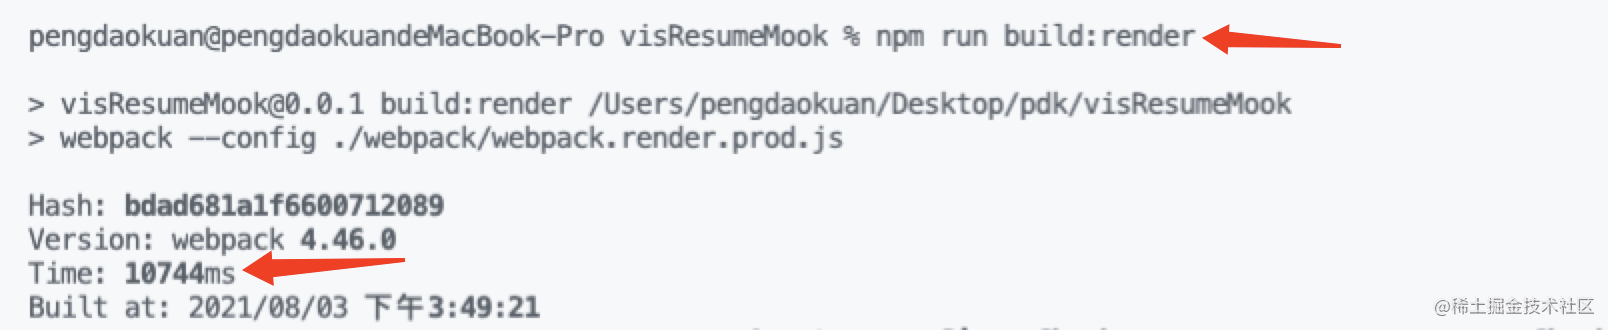 pengdaokuan@pengdaokuandeMacBook-Pro visResumeMook % npm run build:render
> visResumeMook@0.0.1 build:render /Users/pengdaokuan/Desktop/pdk/visResumeMook
> webpack --config ./webpack/webpack.render.prod.js
Hash: bdad681a1f6600712089
Version: webpack 4.46.0
Time: 10744ms
Built at: 2021/08/03 下午3:49:21
@稀土掘金技术社区